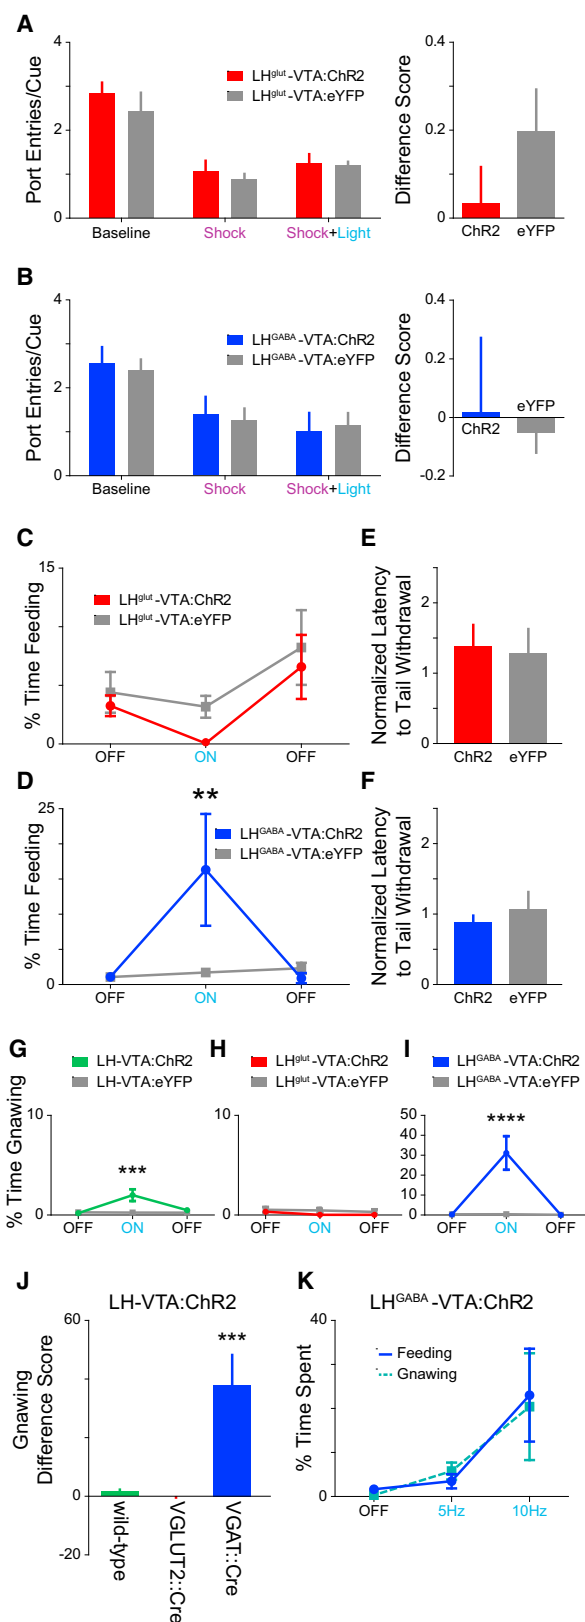 A
Port Entries/Cue
4
2
0
LHglut-VTA:ChR2
LHglut-VTA:eYFP
Baseline
Shock
Shock+Light
Difference Score
0.4
0.2
0
ChR2
eYFP
B
Port Entries/Cue
4
2
0
LHGABA-VTA:ChR2
LHGABA-VTA:eYFP
Baseline
Shock
Shock+Light
Difference Score
0.4
0.2
0
-0.2
eYFP
ChR2
C
% Time Feeding
15
0
LHglut-VTA:ChR2
LHglut-VTA:eYFP
OFF
ON
OFF
E
Normalized Latency
to Tail Withdrawal
2
1
0
ChR2
eYFP
D
% Time Feeding
25
0
**
LHGABA-VTA:ChR2
LHGABA-VTA:eYFP
OFF
ON
OFF
F
Normalized Latency
to Tail Withdrawal
2
1
0
ChR2
eYFP
G
LH-VTA:ChR2
LH-VTA:eYFP
% Time Gnawing
10
0
***
OFF
ON
OFF
H
LHglut-VTA:ChR2
LHglut-VTA:eYFP
10
0
OFF
ON
OFF
I
LHGABA-VTA:ChR2
LHGABA-VTA:eYFP
50
40
30
20
10
0
****
OFF
ON
OFF
J
LH-VTA:ChR2
Gnawing
Difference Score
60
0
-20
***
wild-type
VGLUT2::Cre
VGAT::Cre
K
LHGABA-VTA:ChR2
% Time Spent
40
0
Feeding
Gnawing
OFF
5Hz
10Hz